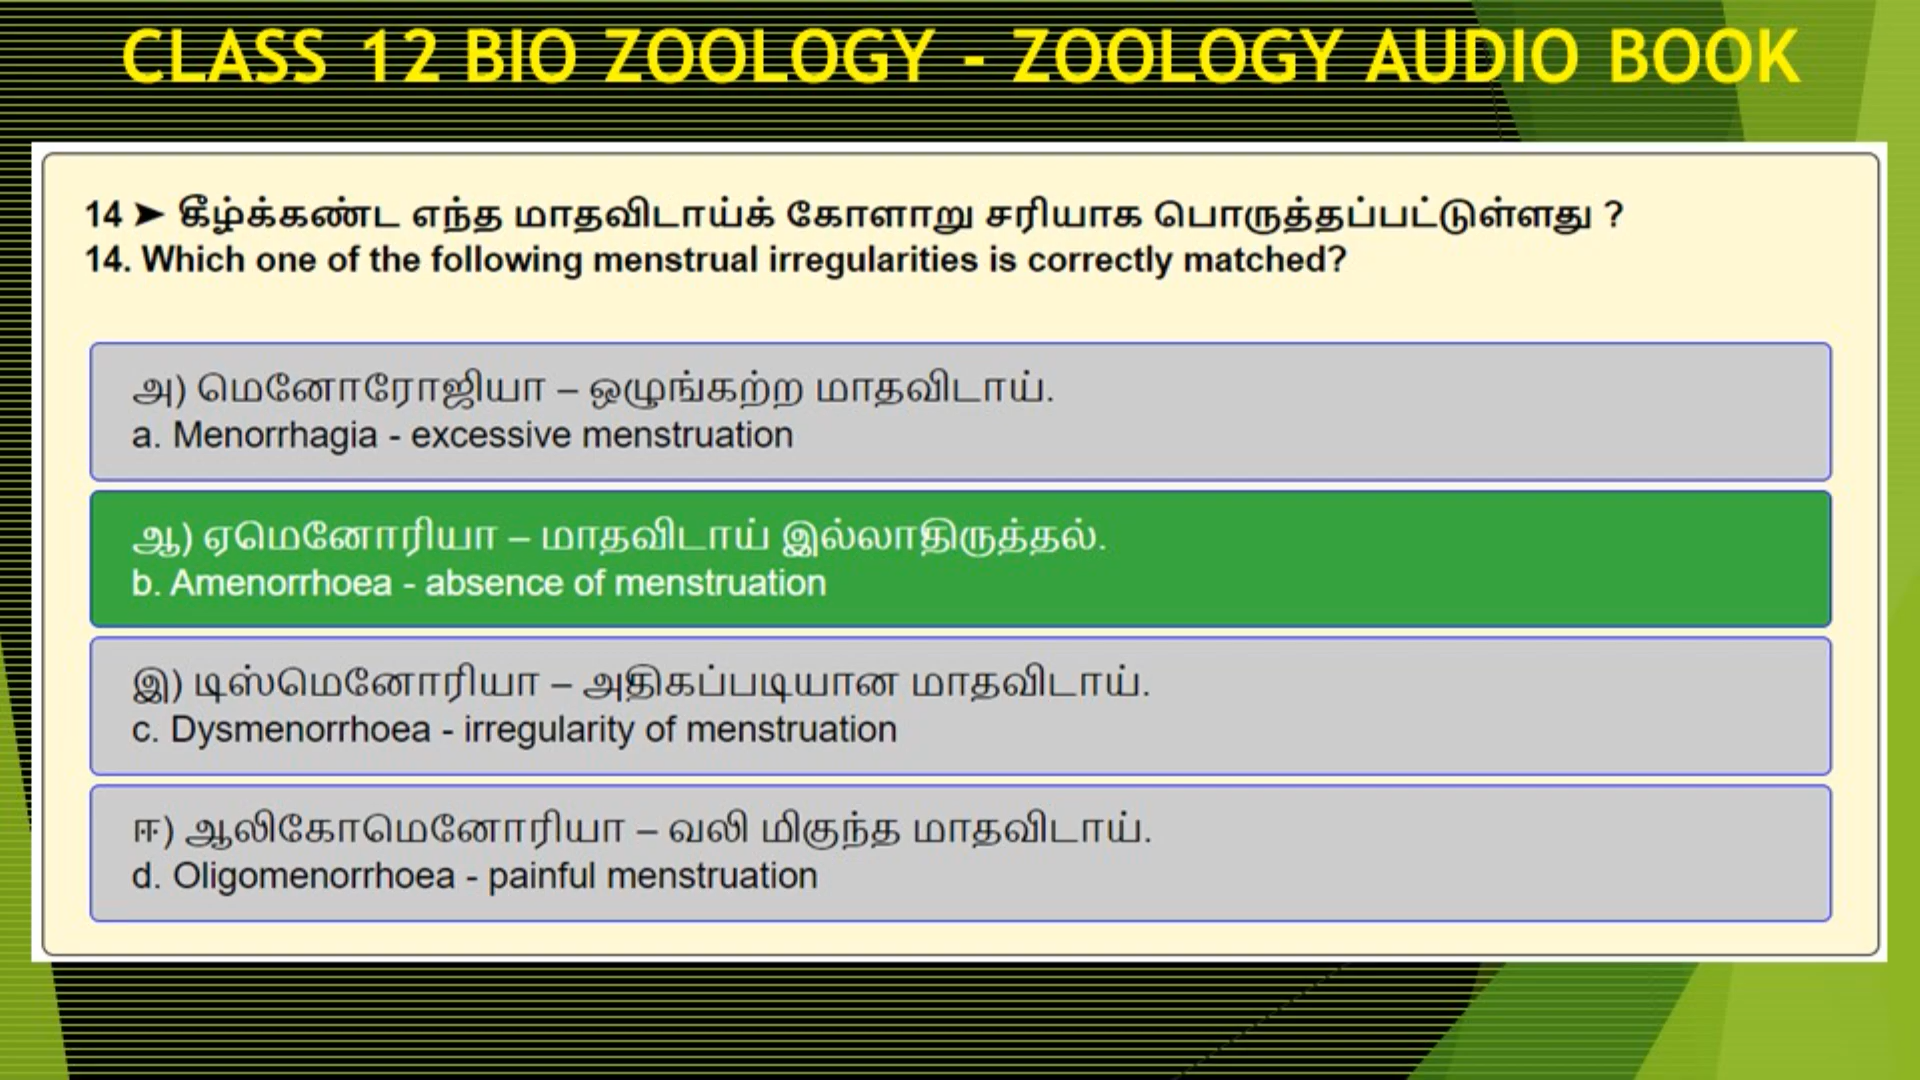 CLASS 12 BIO ZOOLOGY - ZOOLOGY AUDIO BOOK
14 ➤ கீழ்க்கண்ட எந்த மாதவிடாய்க் கோளாறு சரியாக பொருத்தப்பட்டுள்ளது ?
14. Which one of the following menstrual irregularities is correctly matched?
அ) மெனோரோஜியா – ஒழுங்கற்ற மாதவிடாய்.
a. Menorrhagia - excessive menstruation
ஆ) ஏமெனோரியா – மாதவிடாய் இல்லாதிருத்தல்.
b. Amenorrhoea - absence of menstruation
இ) டிஸ்மெனோரியா – அதிகப்படியான மாதவிடாய்.
c. Dysmenorrhoea - irregularity of menstruation
ஈ) ஆலிகோமெனோரியா – வலி மிகுந்த மாதவிடாய்.
d. Oligomenorrhoea - painful menstruation